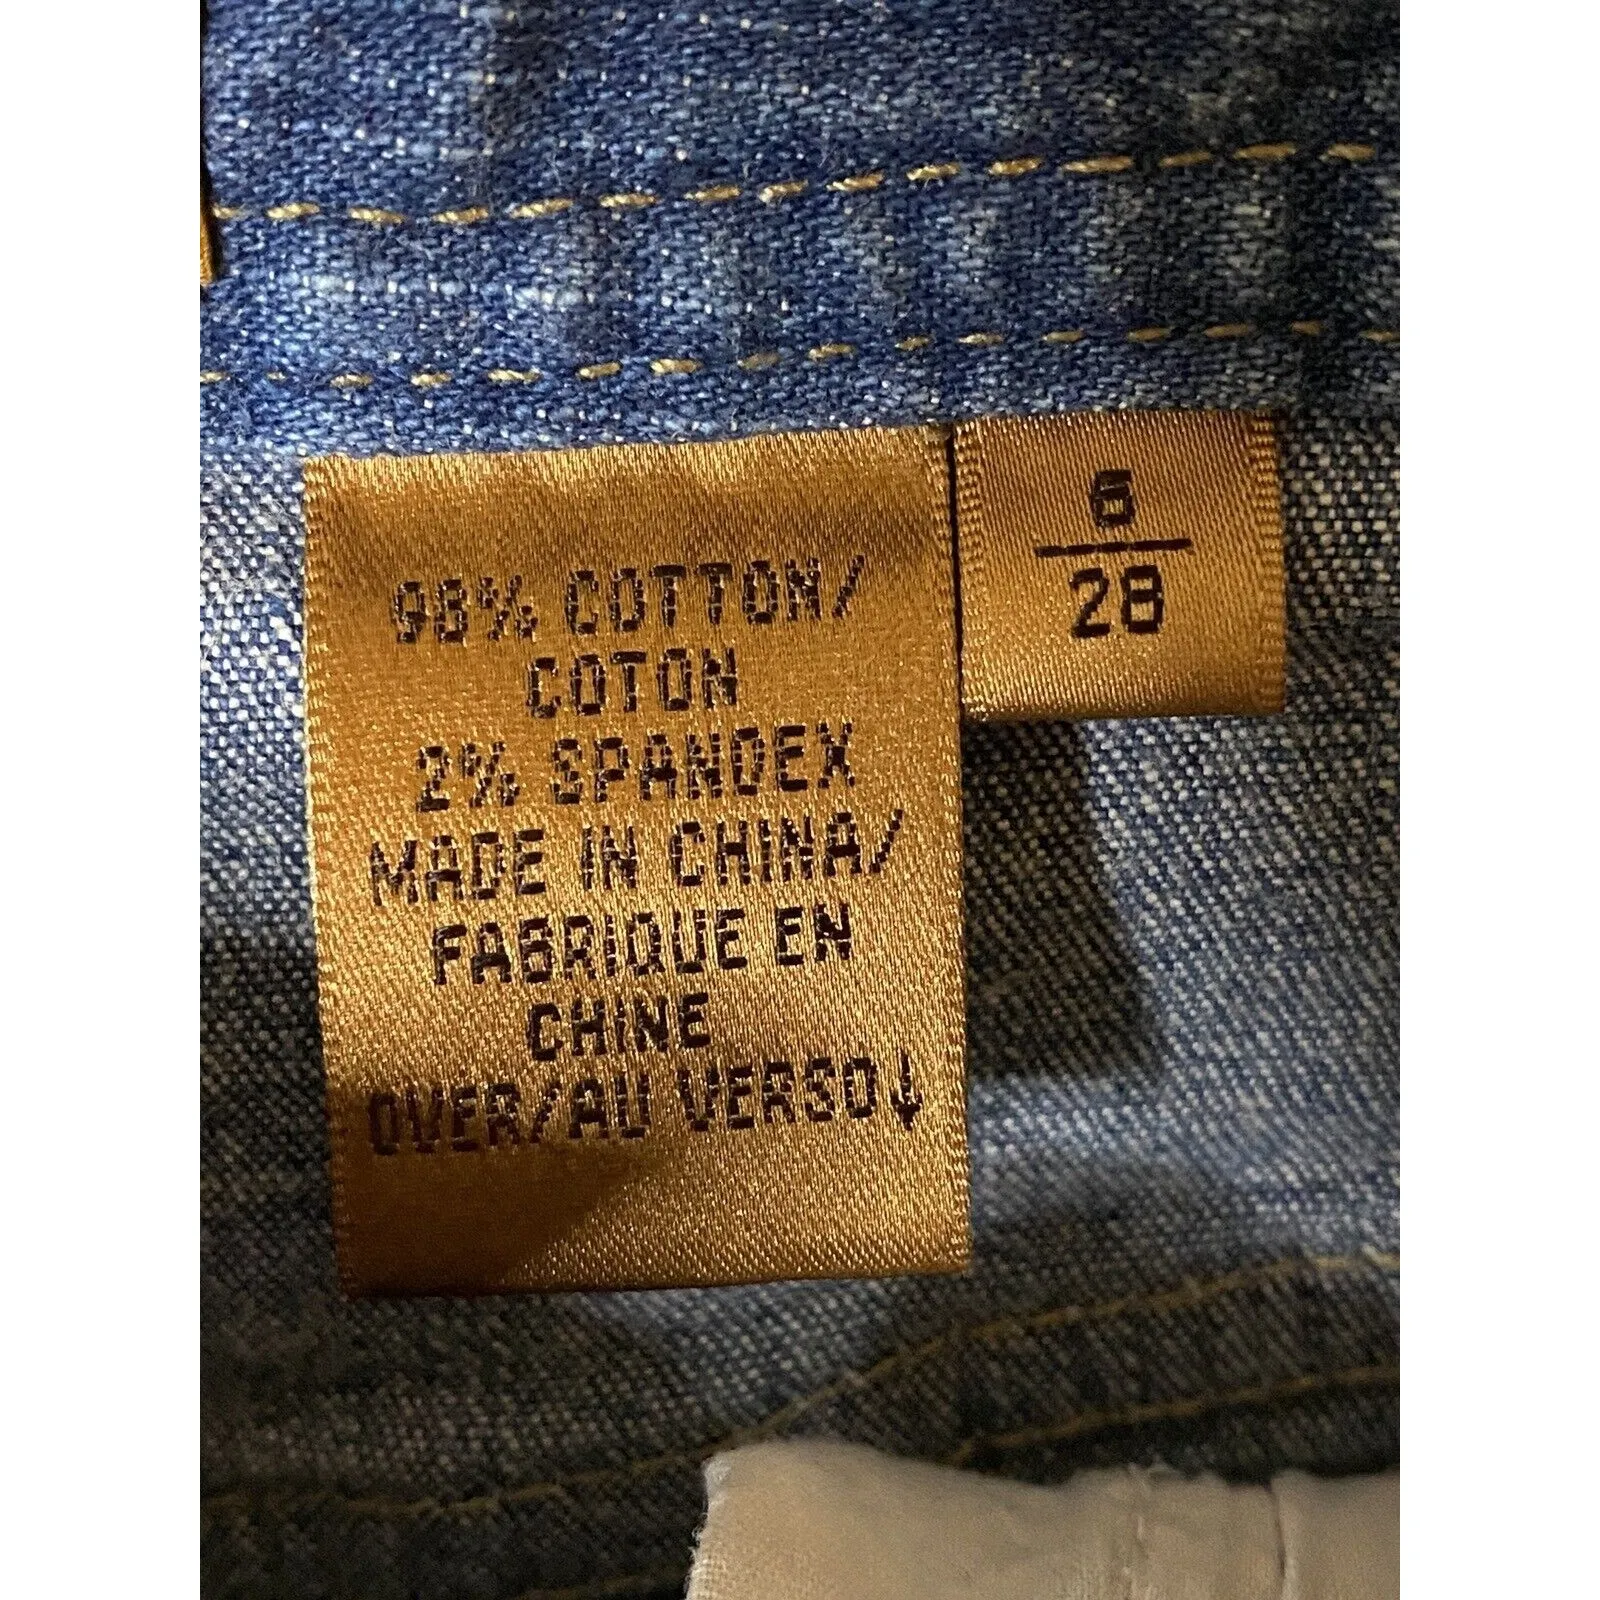 98% COTTON/
COTON
2% SPANDEX
MADE IN CHINA/
FABRIQUE EN
CHINE
OVER/AU VERSO↓
6
28